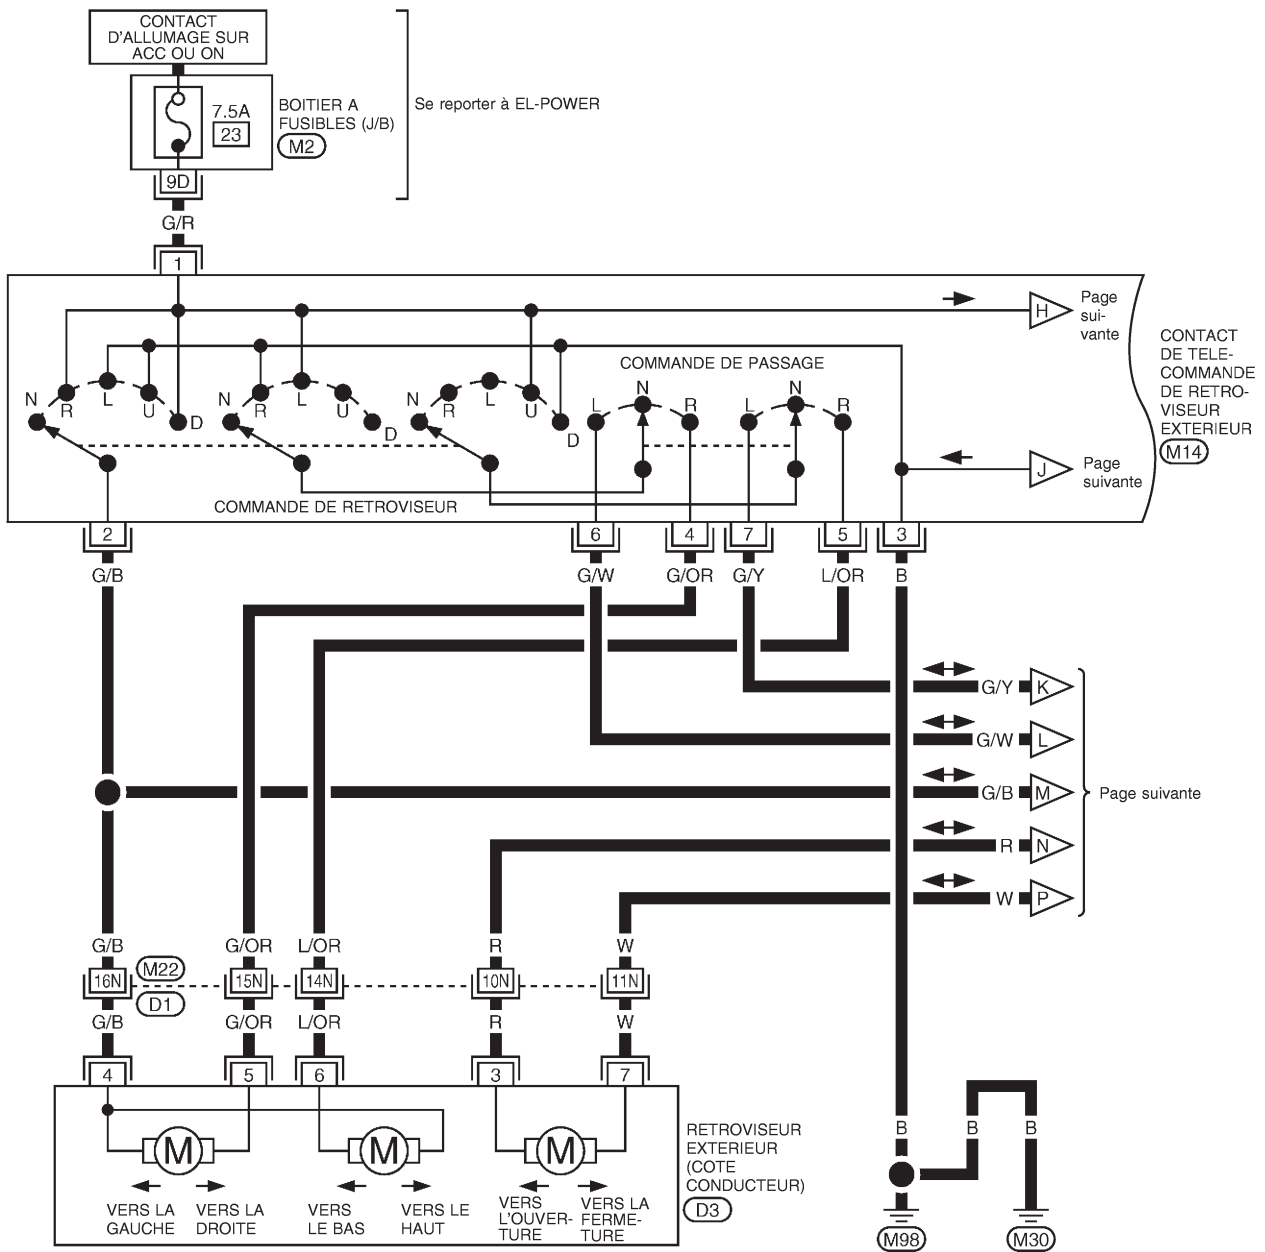 CONTACT
D'ALLUMAGE SUR
ACC OU ON
7.5A
23
BOITIER A
FUSIBLES (J/B)
M2
Se reporter à EL-POWER
9D
G/R
1
H
Page
sui-
vante
CONTACT
DE TELE-
COMMANDE
DE RETRO-
VISEUR
EXTERIEUR
M14
COMMANDE DE PASSAGE
N R L U D
N R L U D
N R L U D
L N R
L N R
J
Page
suivante
COMMANDE DE RETROVISEUR
2 6 4 7 5 3
G/B G/W G/OR G/Y L/OR B
G/Y K
G/W L
G/B M
Page suivante
R N
W P
G/B G/OR L/OR R W
M22
16N 15N 14N 10N 11N
D1
G/B G/OR L/OR R W
4 5 6 3 7
M M M
RETROVISEUR
EXTERIEUR
(COTE
CONDUCTEUR)
D3
VERS LA
GAUCHE
VERS LA
DROITE
VERS
LE BAS
VERS LE
HAUT
VERS
L'OUVER-
TURE
VERS LA
FERME-
TURE
B B B
M98 M30